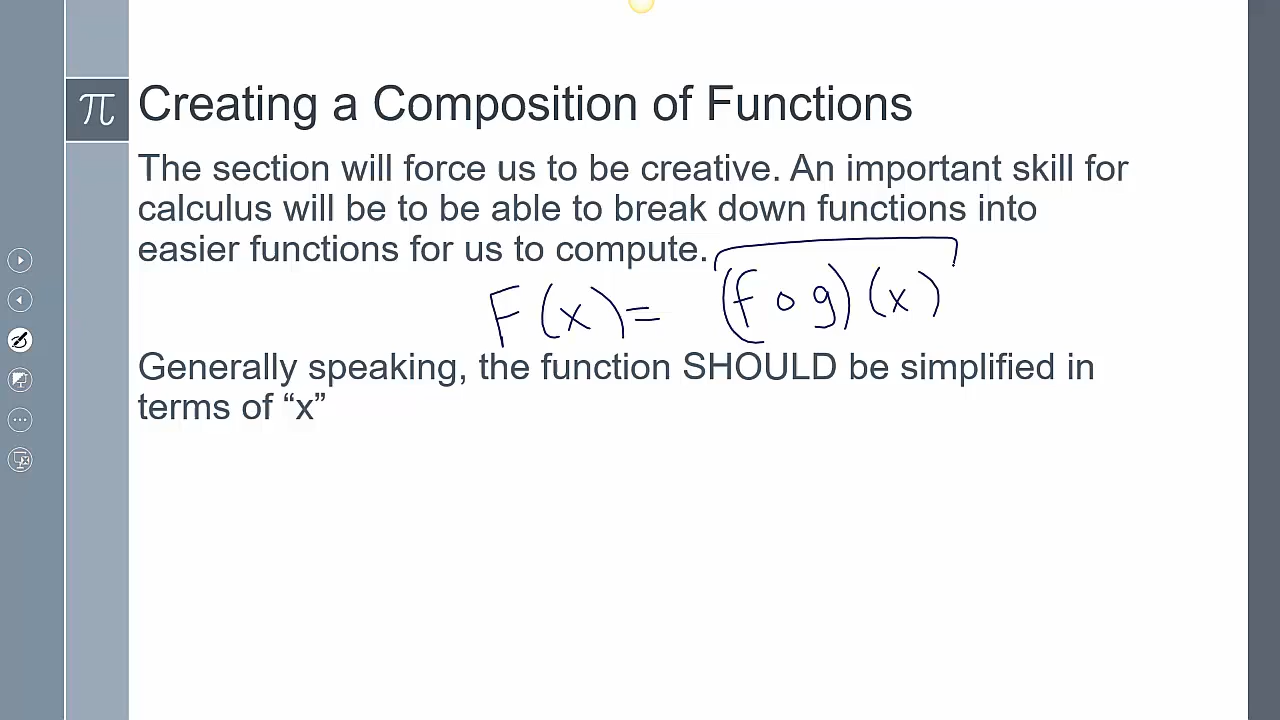 π
Creating a Composition of Functions
The section will force us to be creative. An important skill for
calculus will be to be able to break down functions into
easier functions for us to compute.
F(x)= (f∘g)(x)
Generally speaking, the function SHOULD be simplified in
terms of “x”